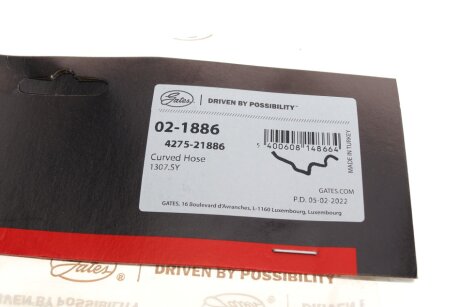 Gates
DRIVEN BY POSSIBILITY™
02-1886
4275-21886
Curved Hose
1307.5Y
5 400608 148664
MADE IN TURKEY
GATES.COM
P.D. 05-02-2022
GATES, 16 Boulevard d'Avranches, L-1160 Luxembourg, Luxembourg
Gates® DRIVEN BY POSSIBILITY